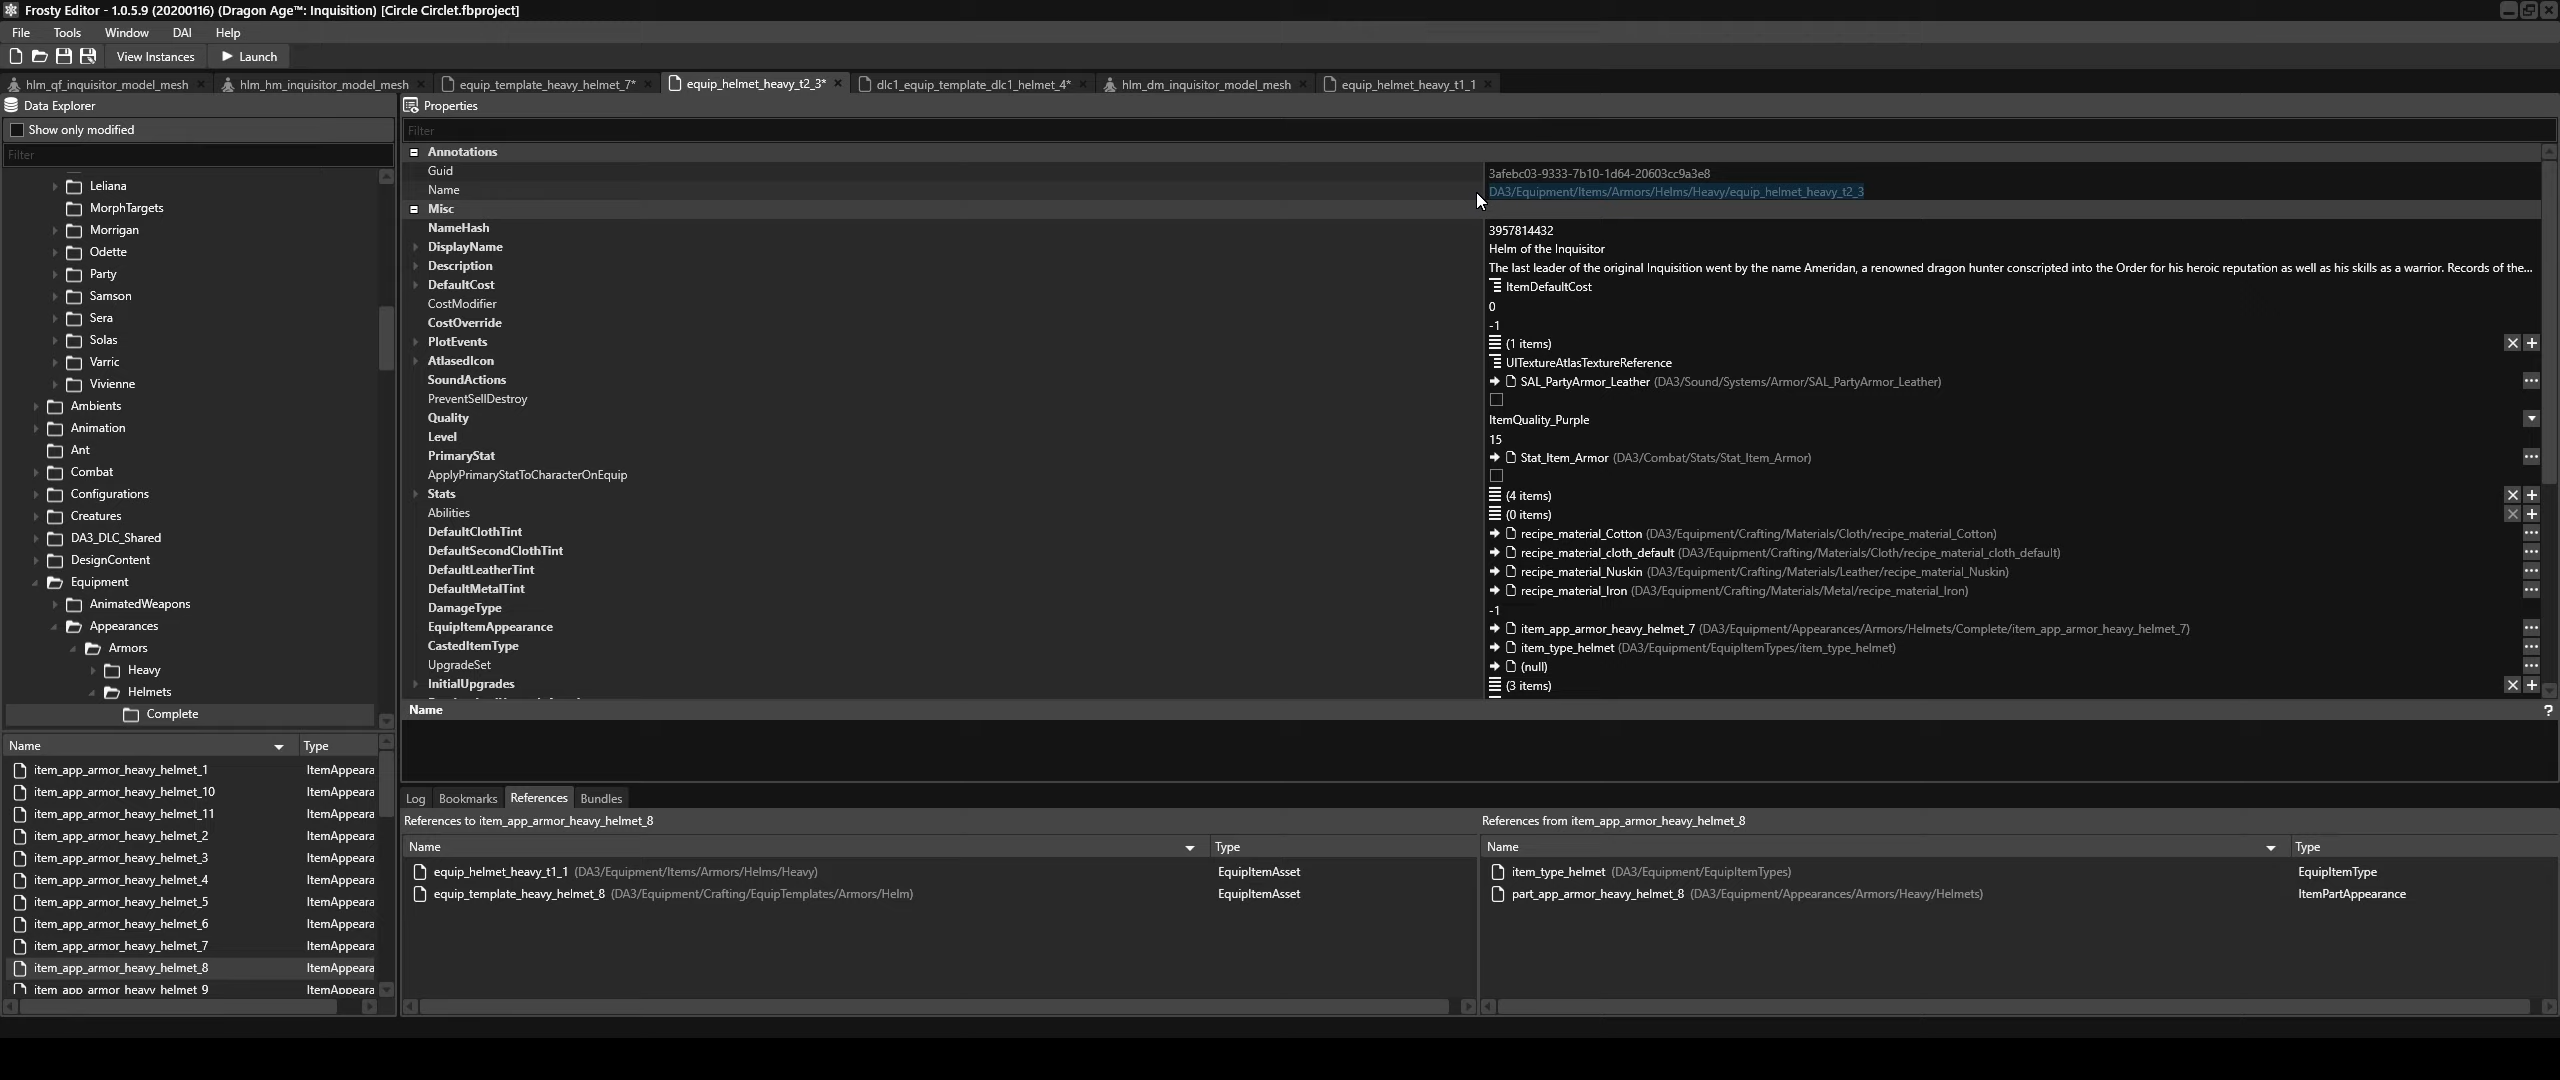 Frosty Editor - 1.0.5.9 (20200116) (Dragon Age™: Inquisition) [Circle Circlet.fbproject]
File Tools Window DAI Help
View Instances Launch
hlm_qf_inquisitor_model_mesh hlm_hm_inquisitor_model_mesh equip_template_heavy_helmet_7* equip_helmet_heavy_t2_3* dlc1_equip_template_dlc1_helmet_4* hlm_dm_inquisitor_model_mesh equip_helmet_heavy_t1_1
Data Explorer
Show only modified
Filter
Leliana
MorphTargets
Morrigan
Odette
Party
Samson
Sera
Solas
Varric
Vivienne
Ambients
Animation
Ant
Combat
Configurations
Creatures
DA3_DLC_Shared
DesignContent
Equipment
AnimatedWeapons
Appearances
Armors
Heavy
Helmets
Complete
Name Type
item_app_armor_heavy_helmet_1 ItemAppeara
item_app_armor_heavy_helmet_10 ItemAppeara
item_app_armor_heavy_helmet_11 ItemAppeara
item_app_armor_heavy_helmet_2 ItemAppeara
item_app_armor_heavy_helmet_3 ItemAppeara
item_app_armor_heavy_helmet_4 ItemAppeara
item_app_armor_heavy_helmet_5 ItemAppeara
item_app_armor_heavy_helmet_6 ItemAppeara
item_app_armor_heavy_helmet_7 ItemAppeara
item_app_armor_heavy_helmet_8 ItemAppeara
item_app_armor_heavy_helmet_9 ItemAppeara
Properties
Filter
Annotations
Guid 3afebc03-9333-7b10-1d64-20603cc9a3e8
Name DA3/Equipment/Items/Armors/Helms/Heavy/equip_helmet_heavy_t2_3
Misc
NameHash 3957814432
DisplayName Helm of the Inquisitor
Description The last leader of the original Inquisition went by the name Ameridan, a renowned dragon hunter conscripted into the Order for his heroic reputation as well as his skills as a warrior. Records of the...
DefaultCost ItemDefaultCost
CostModifier 0
CostOverride -1
PlotEvents (1 items)
AtlasedIcon UITextureAtlasTextureReference
SoundActions SAL_PartyArmor_Leather (DA3/Sound/Systems/Armor/SAL_PartyArmor_Leather)
PreventSellDestroy
Quality ItemQuality_Purple
Level 15
PrimaryStat Stat_Item_Armor (DA3/Combat/Stats/Stat_Item_Armor)
ApplyPrimaryStatToCharacterOnEquip
Stats (4 items)
Abilities (0 items)
DefaultClothTint recipe_material_Cotton (DA3/Equipment/Crafting/Materials/Cloth/recipe_material_Cotton)
DefaultSecondClothTint recipe_material_cloth_default (DA3/Equipment/Crafting/Materials/Cloth/recipe_material_cloth_default)
DefaultLeatherTint recipe_material_Nuskin (DA3/Equipment/Crafting/Materials/Leather/recipe_material_Nuskin)
DefaultMetalTint recipe_material_Iron (DA3/Equipment/Crafting/Materials/Metal/recipe_material_Iron)
DamageType -1
EquipItemAppearance item_app_armor_heavy_helmet_7 (DA3/Equipment/Appearances/Armors/Helmets/Complete/item_app_armor_heavy_helmet_7)
CastedItemType item_type_helmet (DA3/Equipment/EquipItemTypes/item_type_helmet)
UpgradeSet (null)
InitialUpgrades (3 items)
Name ?
Log Bookmarks References Bundles
References to item_app_armor_heavy_helmet_8
Name Type
equip_helmet_heavy_t1_1 (DA3/Equipment/Items/Armors/Helms/Heavy) EquipItemAsset
equip_template_heavy_helmet_8 (DA3/Equipment/Crafting/EquipTemplates/Armors/Helm) EquipItemAsset
References from item_app_armor_heavy_helmet_8
Name Type
item_type_helmet (DA3/Equipment/EquipItemTypes) EquipItemType
part_app_armor_heavy_helmet_8 (DA3/Equipment/Appearances/Armors/Heavy/Helmets) ItemPartAppearance